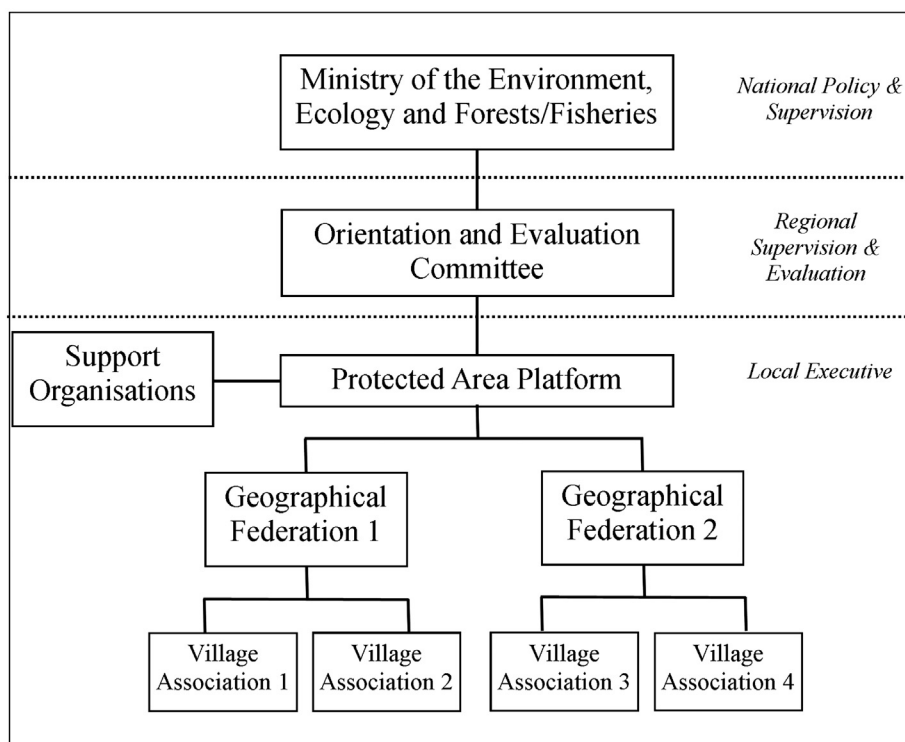 Ministry of the Environment,
Ecology and Forests/Fisheries
National Policy &
Supervision
Orientation and Evaluation
Committee
Regional
Supervision &
Evaluation
Support
Organisations
Protected Area Platform
Local Executive
Geographical
Federation 1
Geographical
Federation 2
Village
Association 1
Village
Association 2
Village
Association 3
Village
Association 4